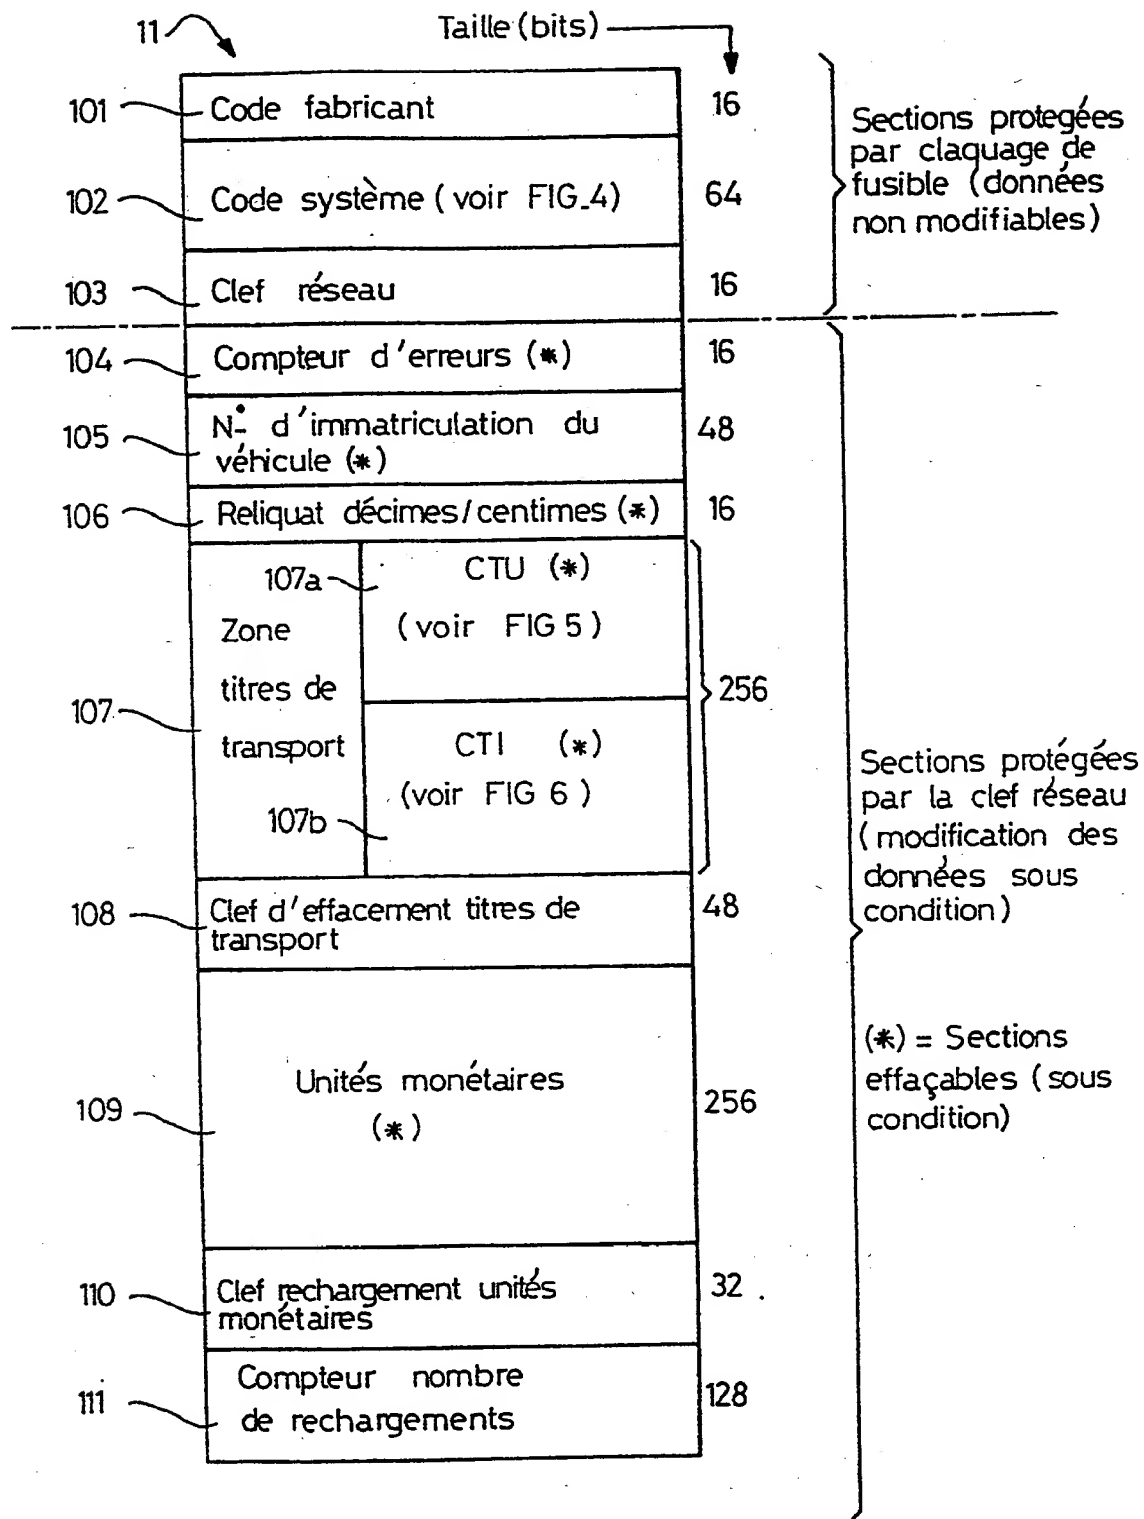 11
Taille (bits)
101
Code fabricant
16
102
Code système (voir FIG_4)
64
103
Clef réseau
16
Sections protegées
par claquage de
fusible (données
non modifiables)
104
Compteur d'erreurs (*)
16
105
N° d'immatriculation du
véhicule (*)
48
106
Reliquat décimes/centimes (*)
16
107
Zone
titres de
transport
107a
CTU (*)
(voir FIG 5)
107b
CTI (*)
(voir FIG 6)
256
108
Clef d'effacement titres de
transport
48
109
Unités monétaires
(*)
256
110
Clef rechargement unités
monétaires
32
111
Compteur nombre
de rechargements
128
Sections protégées
par la clef réseau
(modification des
données sous
condition)
(*) = Sections
effaçables (sous
condition)